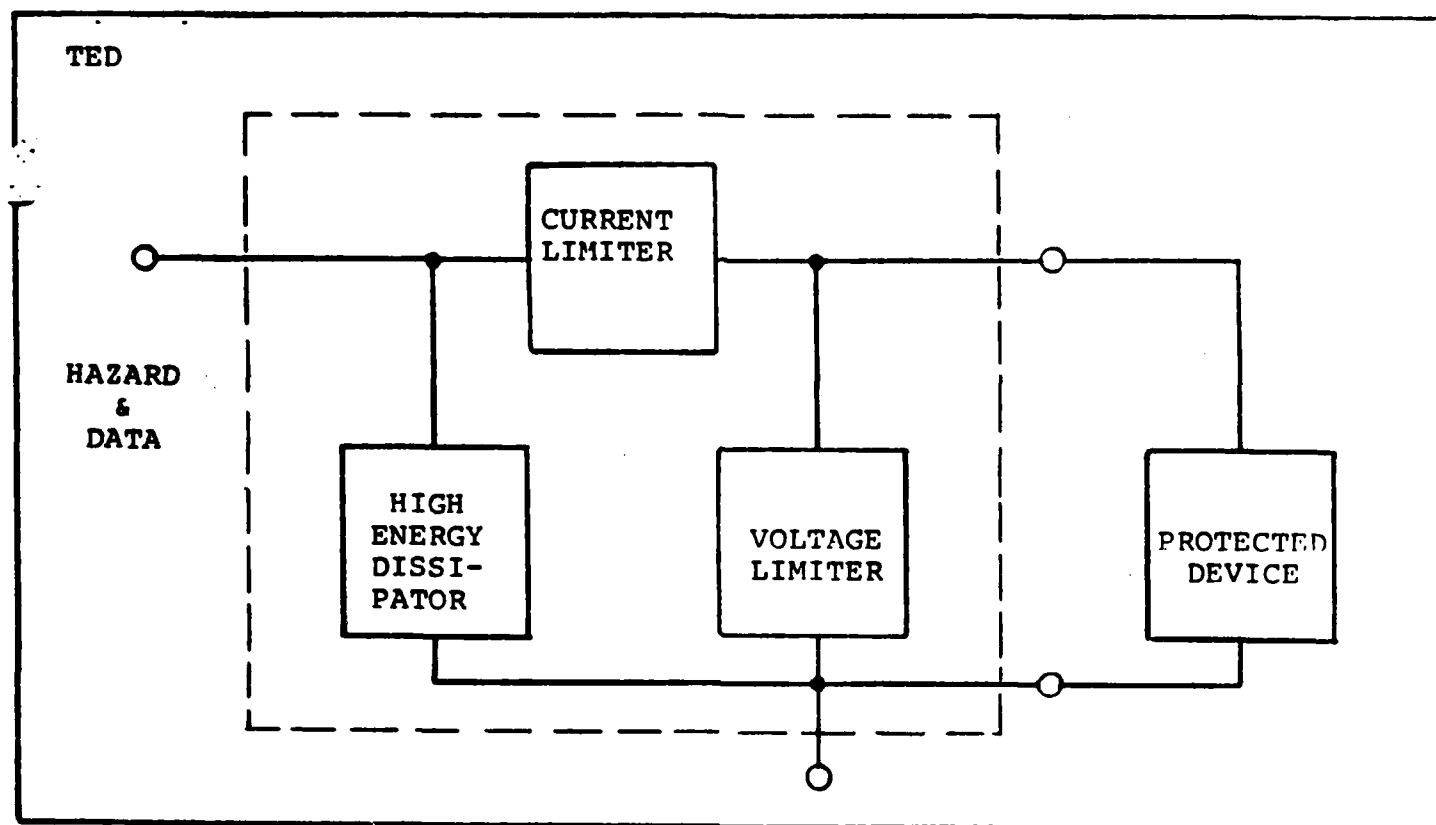 TED
CURRENT
LIMITER
HAZARD
&
DATA
HIGH
ENERGY
DISSI-
PATOR
VOLTAGE
LIMITER
PROTECTED
DEVICE